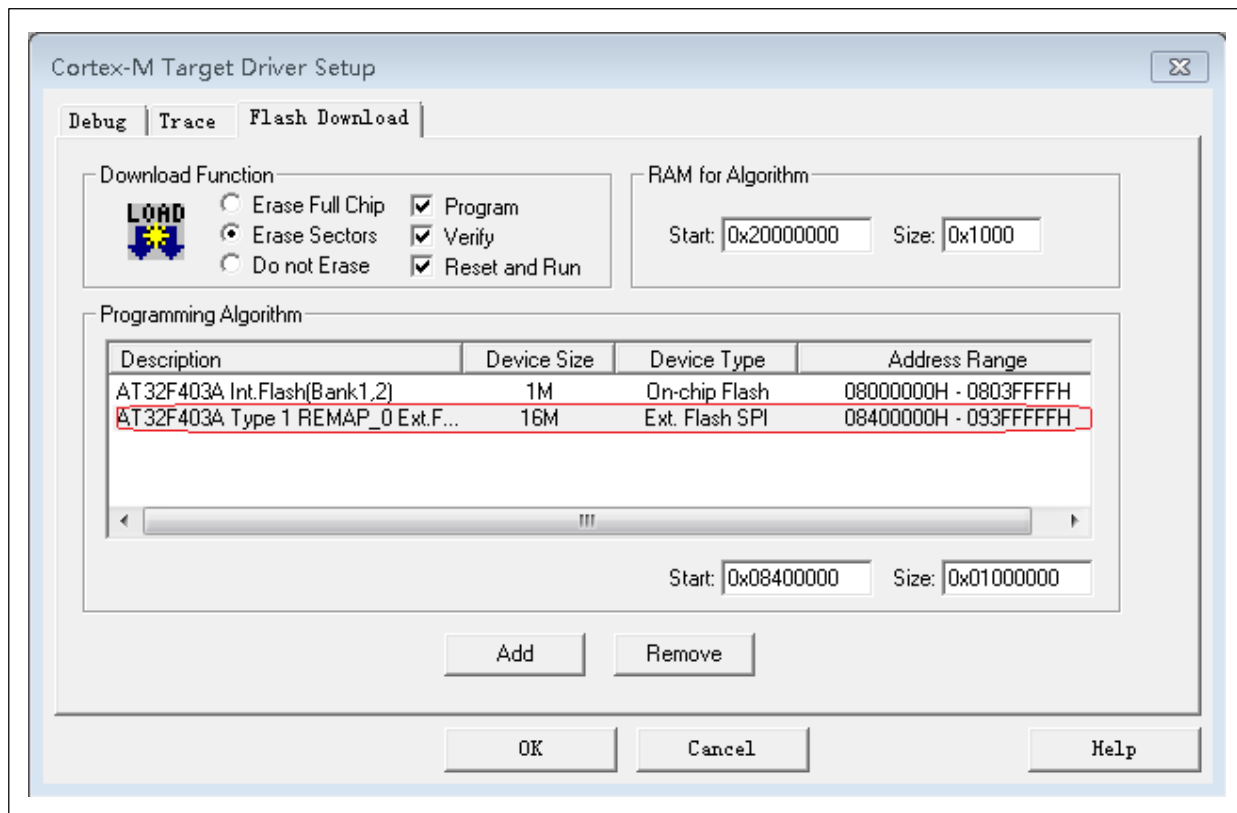 Cortex-M Target Driver Setup
Debug Trace Flash Download
Download Function
LOAD
Erase Full Chip Program
Erase Sectors Verify
Do not Erase Reset and Run
RAM for Algorithm
Start: 0x20000000 Size: 0x1000
Programming Algorithm
Description Device Size Device Type Address Range
AT32F403A Int.Flash(Bank1,2) 1M On-chip Flash 08000000H - 0803FFFFFH
AT32F403A Type 1 REMAP_0 Ext.F... 16M Ext. Flash SPI 08400000H - 093FFFFFH
Start: 0x08400000 Size: 0x01000000
Add Remove
OK Cancel Help